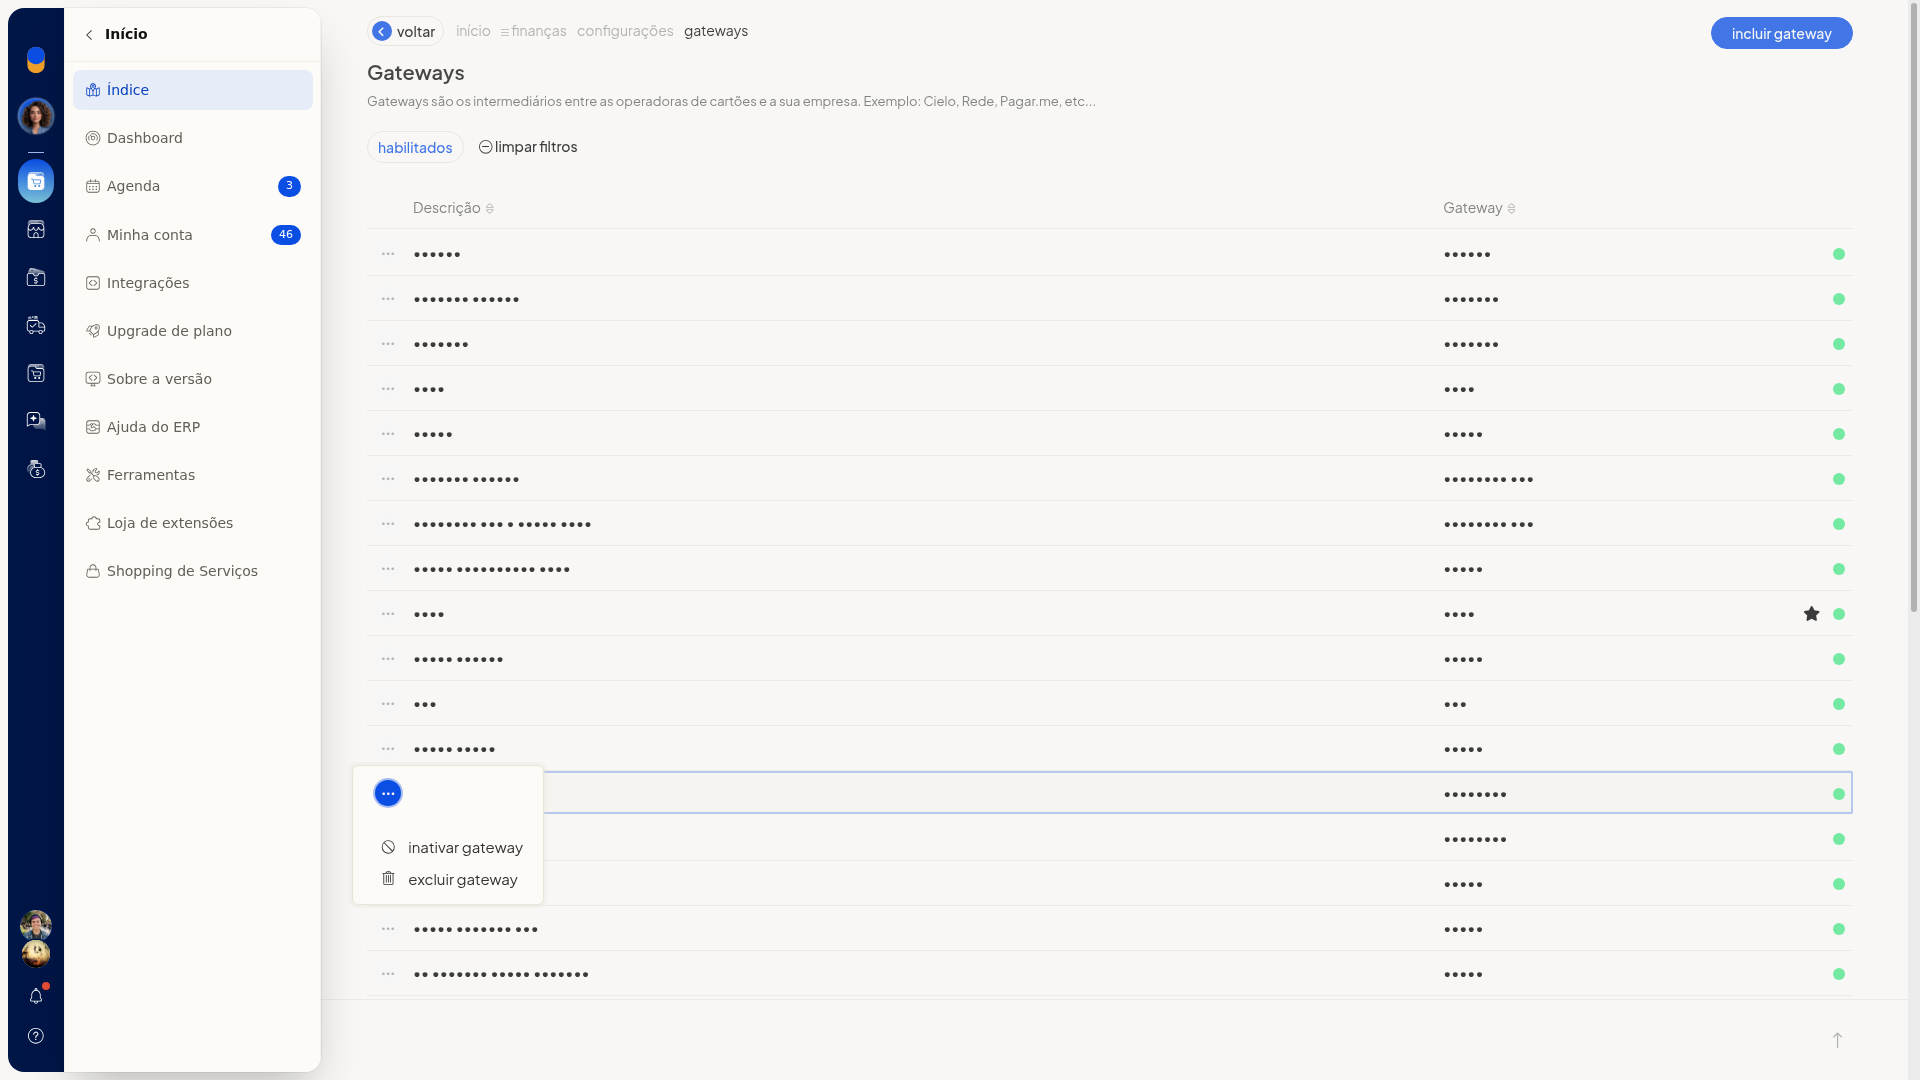 Início
Índice
Dashboard
Agenda 3
Minha conta 46
Integrações
Upgrade de plano
Sobre a versão
Ajuda do ERP
Ferramentas
Loja de extensões
Shopping de Serviços
voltar início finanças configurações gateways
incluir gateway
Gateways
Gateways são os intermediários entre as operadoras de cartões e a sua empresa. Exemplo: Cielo, Rede, Pagar.me, etc...
habilitados limpar filtros
Descrição Gateway
•••••• ••••••
••••••• •••••• •••••••
••••••• •••••••
•••• ••••
••••• •••••
••••••• •••••• •••••••• •••
•••••••• ••• • ••••• •••• •••••••• •••
••••• •••••••••• •••• •••••
•••• ••••
••••• •••••• •••••
••• •••
••••• ••••• •••••
••••••••
••••••••
inativar gateway
•••••
excluir gateway
••••• ••••••• ••• •••••
•• ••••••• ••••• ••••••• •••••